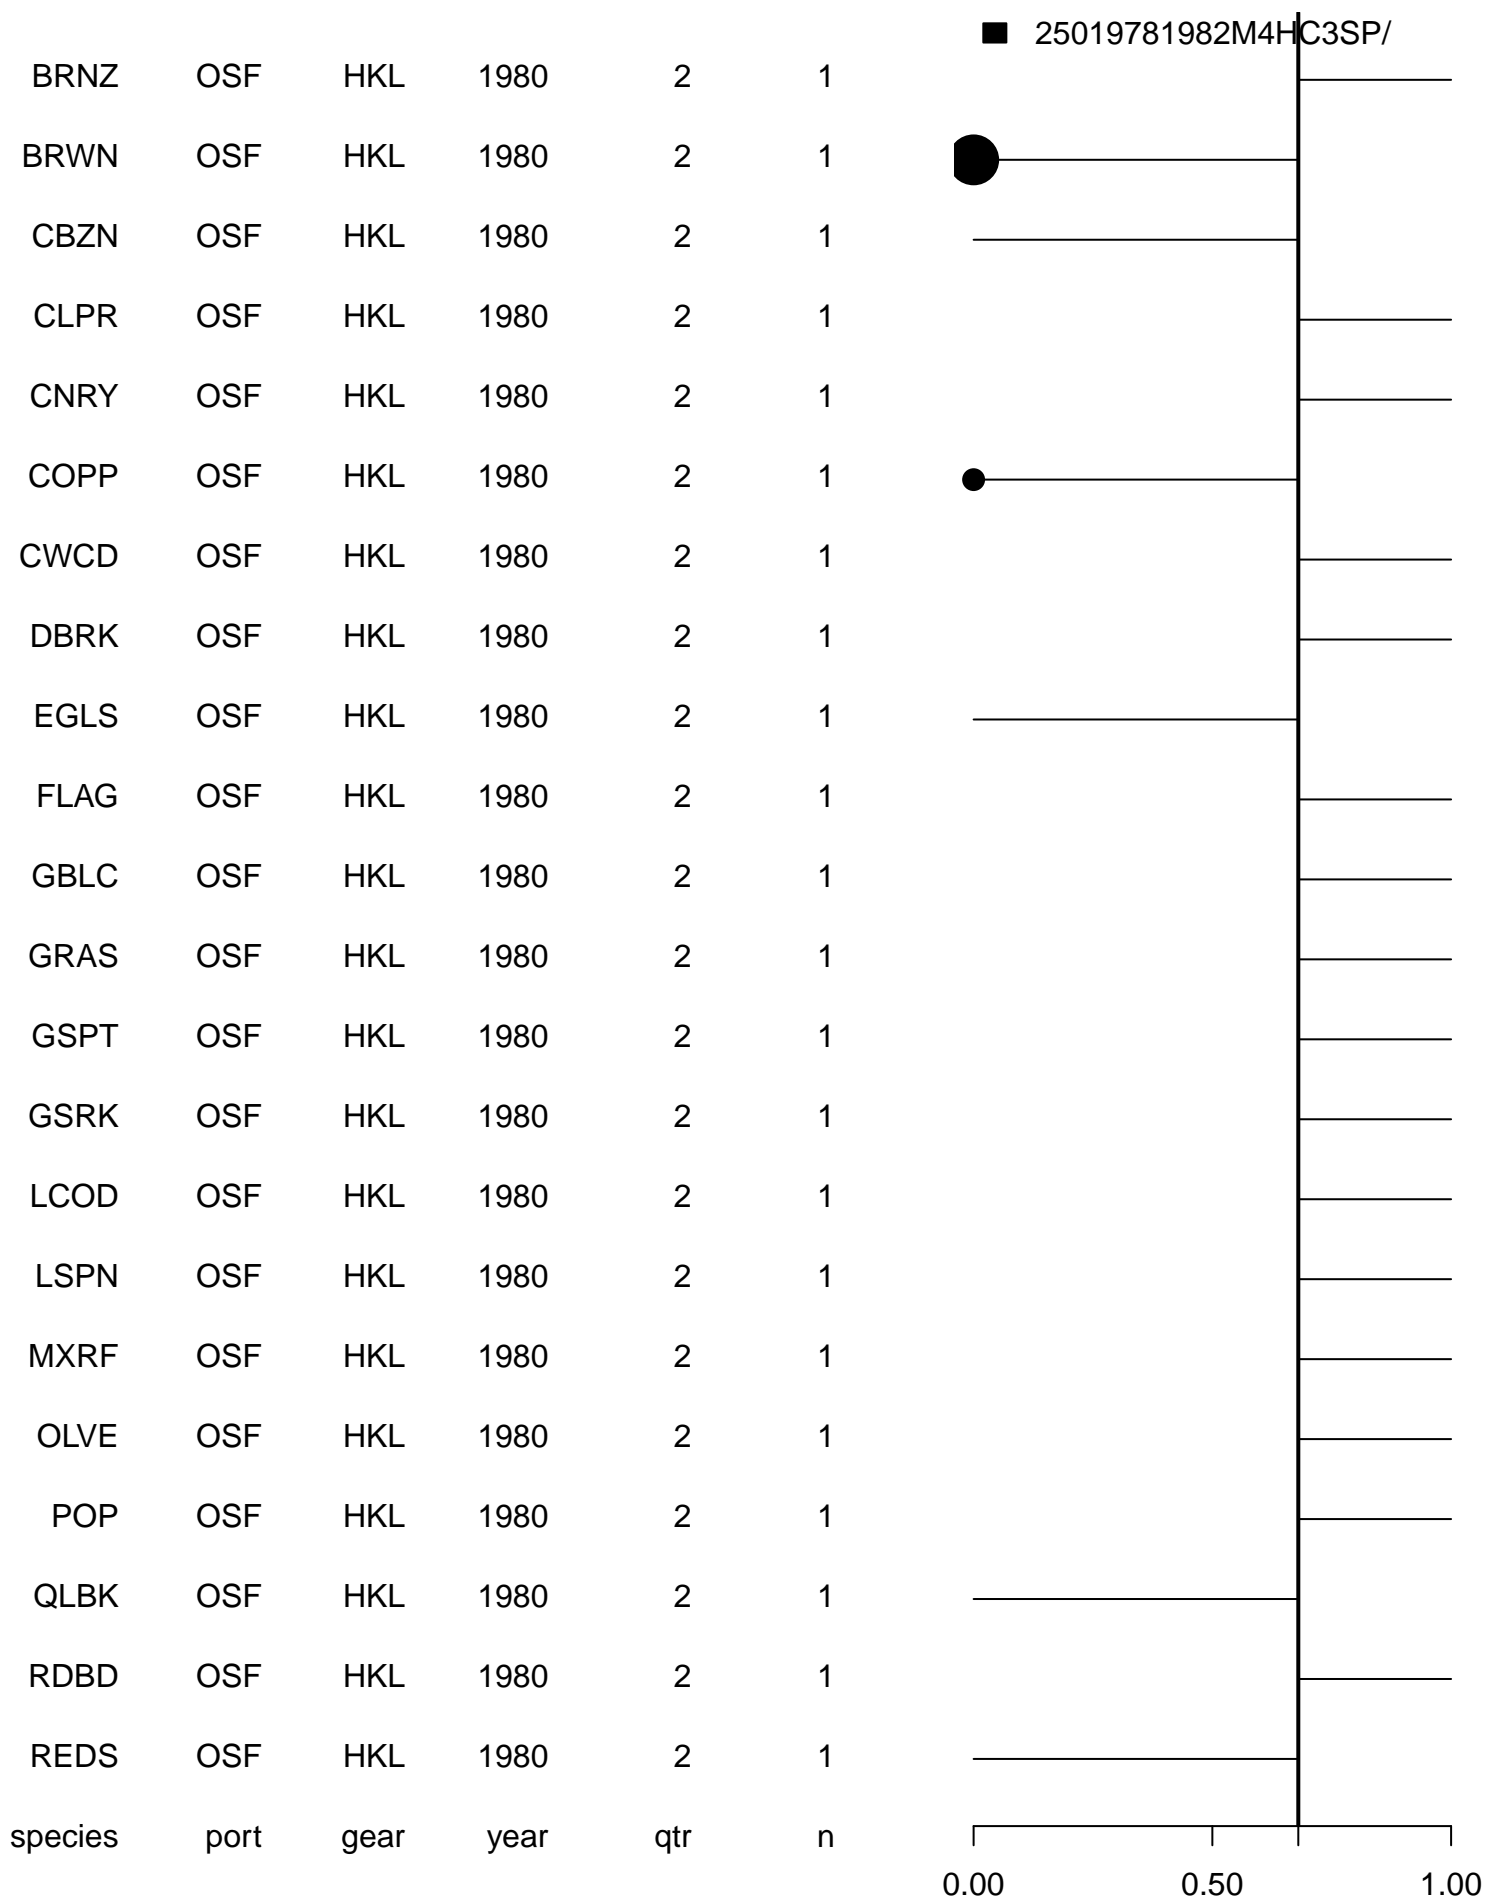 25019781982M4HC3SP/
BRNZ OSF HKL 1980 2 1
BRWN OSF HKL 1980 2 1
CBZN OSF HKL 1980 2 1
CLPR OSF HKL 1980 2 1
CNRY OSF HKL 1980 2 1
COPP OSF HKL 1980 2 1
CWCD OSF HKL 1980 2 1
DBRK OSF HKL 1980 2 1
EGLS OSF HKL 1980 2 1
FLAG OSF HKL 1980 2 1
GBLC OSF HKL 1980 2 1
GRAS OSF HKL 1980 2 1
GSPT OSF HKL 1980 2 1
GSRK OSF HKL 1980 2 1
LCOD OSF HKL 1980 2 1
LSPN OSF HKL 1980 2 1
MXRF OSF HKL 1980 2 1
OLVE OSF HKL 1980 2 1
POP OSF HKL 1980 2 1
QLBK OSF HKL 1980 2 1
RDBD OSF HKL 1980 2 1
REDS OSF HKL 1980 2 1
species port gear year qtr n
0.00 0.50 1.00